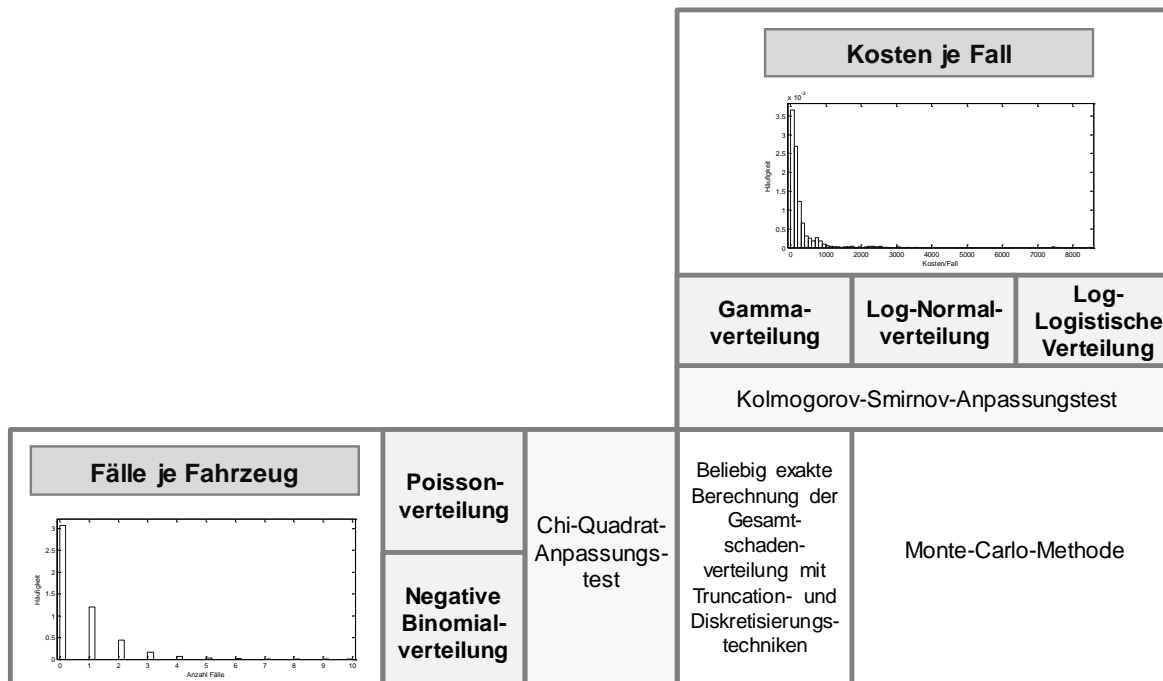 Kosten je Fall
x 10⁻³
3.5
3
2.5
2
1.5
1
0.5
0
Häufigkeit
0 1000 2000 3000 4000 5000 6000 7000 8000
Kosten/Fall
Gamma-
verteilung
Log-Normal-
verteilung
Log-
Logistische
Verteilung
Kolmogorov-Smirnov-Anpassungstest
Fälle je Fahrzeug
3
2.5
2
1.5
1
0.5
0
Häufigkeit
0 1 2 3 4 5 6 7 8 9 10
Anzahl Fälle
Poisson-
verteilung
Negative
Binomial-
verteilung
Chi-Quadrat-
Anpassungs-
test
Beliebig exakte
Berechnung der
Gesamt-
schaden-
verteilung mit
Truncation- und
Diskretisierungs-
techniken
Monte-Carlo-Methode